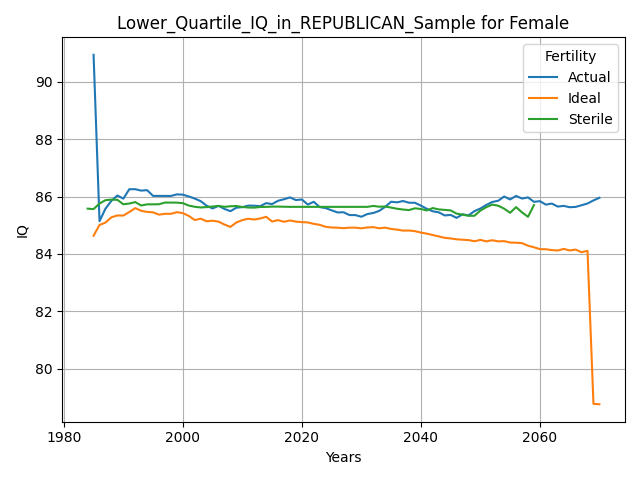 Lower_Quartile_IQ_in_REPUBLICAN_Sample for Female
Fertility
Actual
Ideal
Sterile
IQ
90
88
86
84
82
80
1980
2000
2020
2040
2060
Years